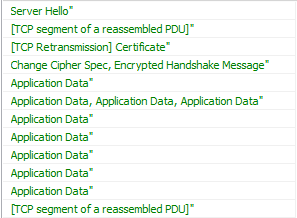 Server Hello"
[TCP segment of a reassembled PDU]"
[TCP Retransmission] Certificate"
Change Cipher Spec, Encrypted Handshake Message"
Application Data"
Application Data, Application Data, Application Data"
Application Data"
Application Data"
Application Data"
Application Data"
Application Data"
[TCP segment of a reassembled PDU]"